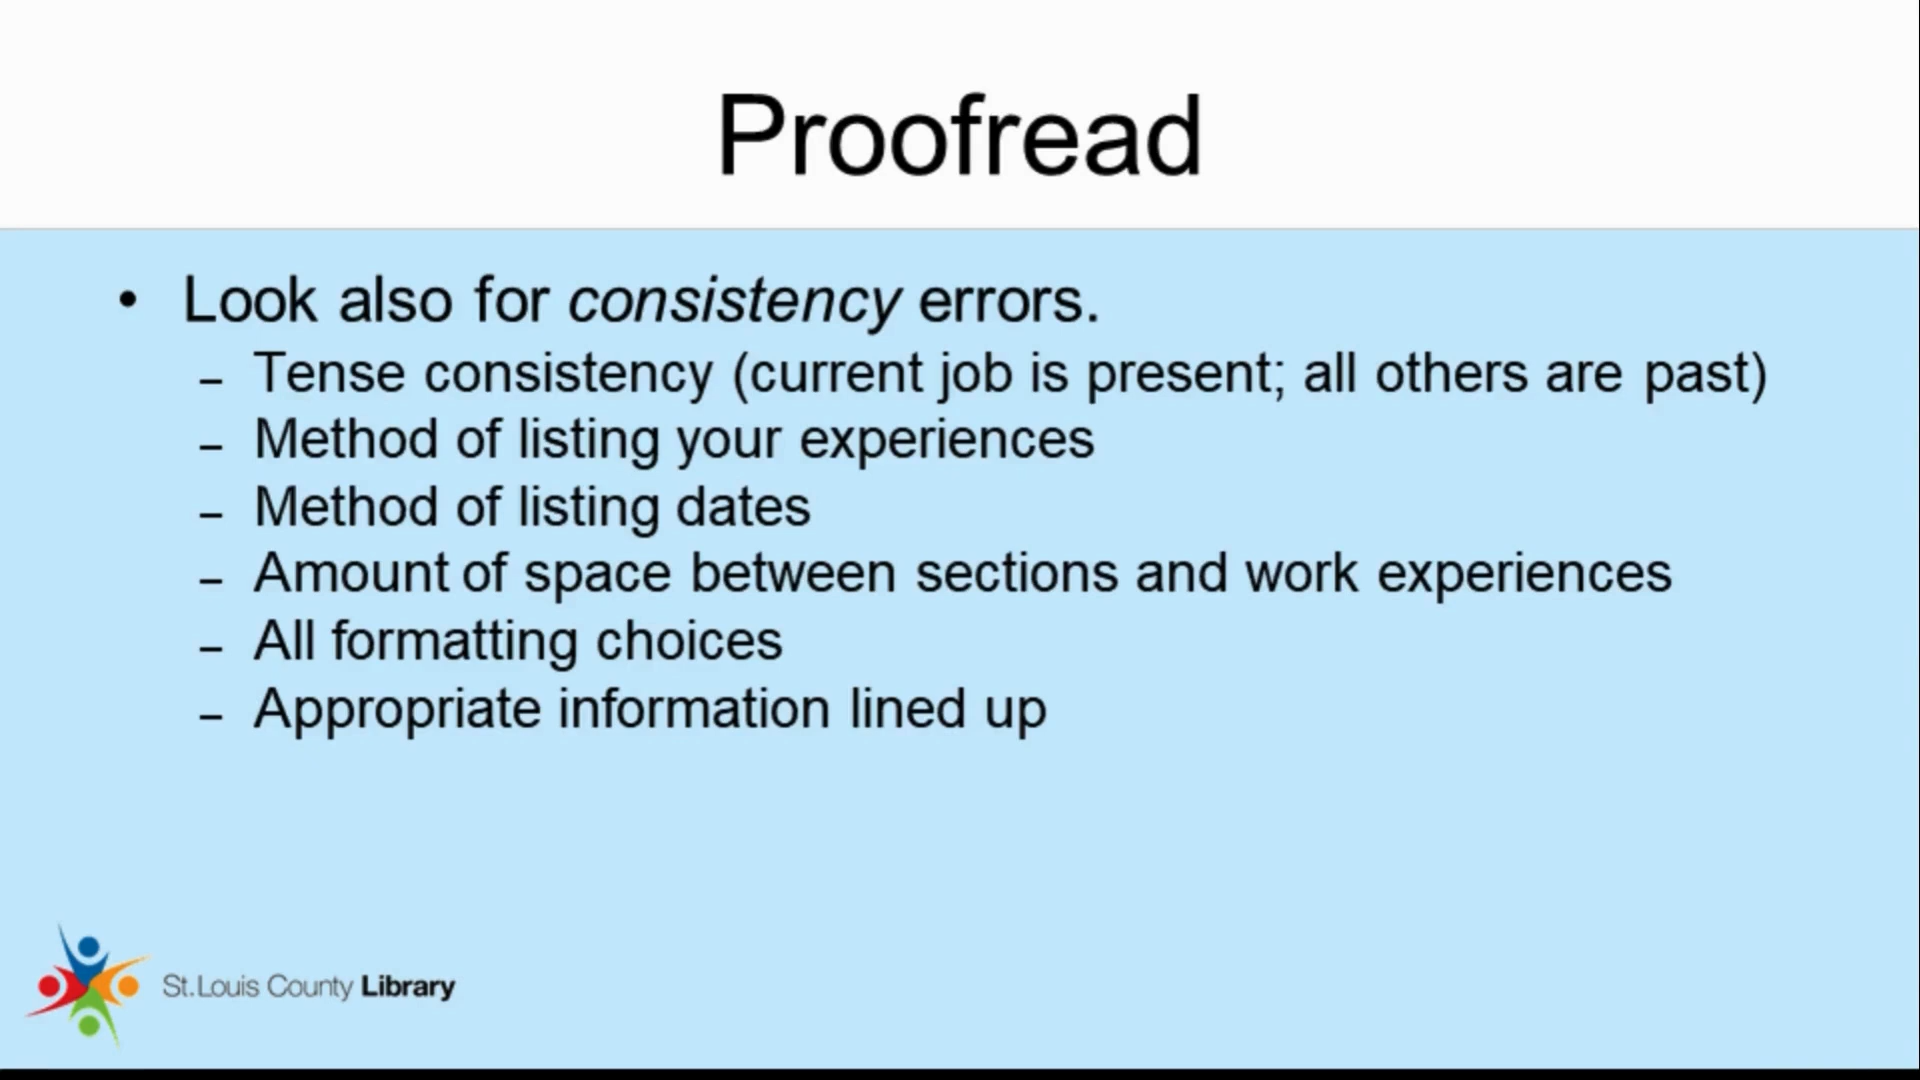 Proofread
• Look also for consistency errors.
– Tense consistency (current job is present; all others are past)
– Method of listing your experiences
– Method of listing dates
– Amount of space between sections and work experiences
– All formatting choices
– Appropriate information lined up
St.Louis County Library